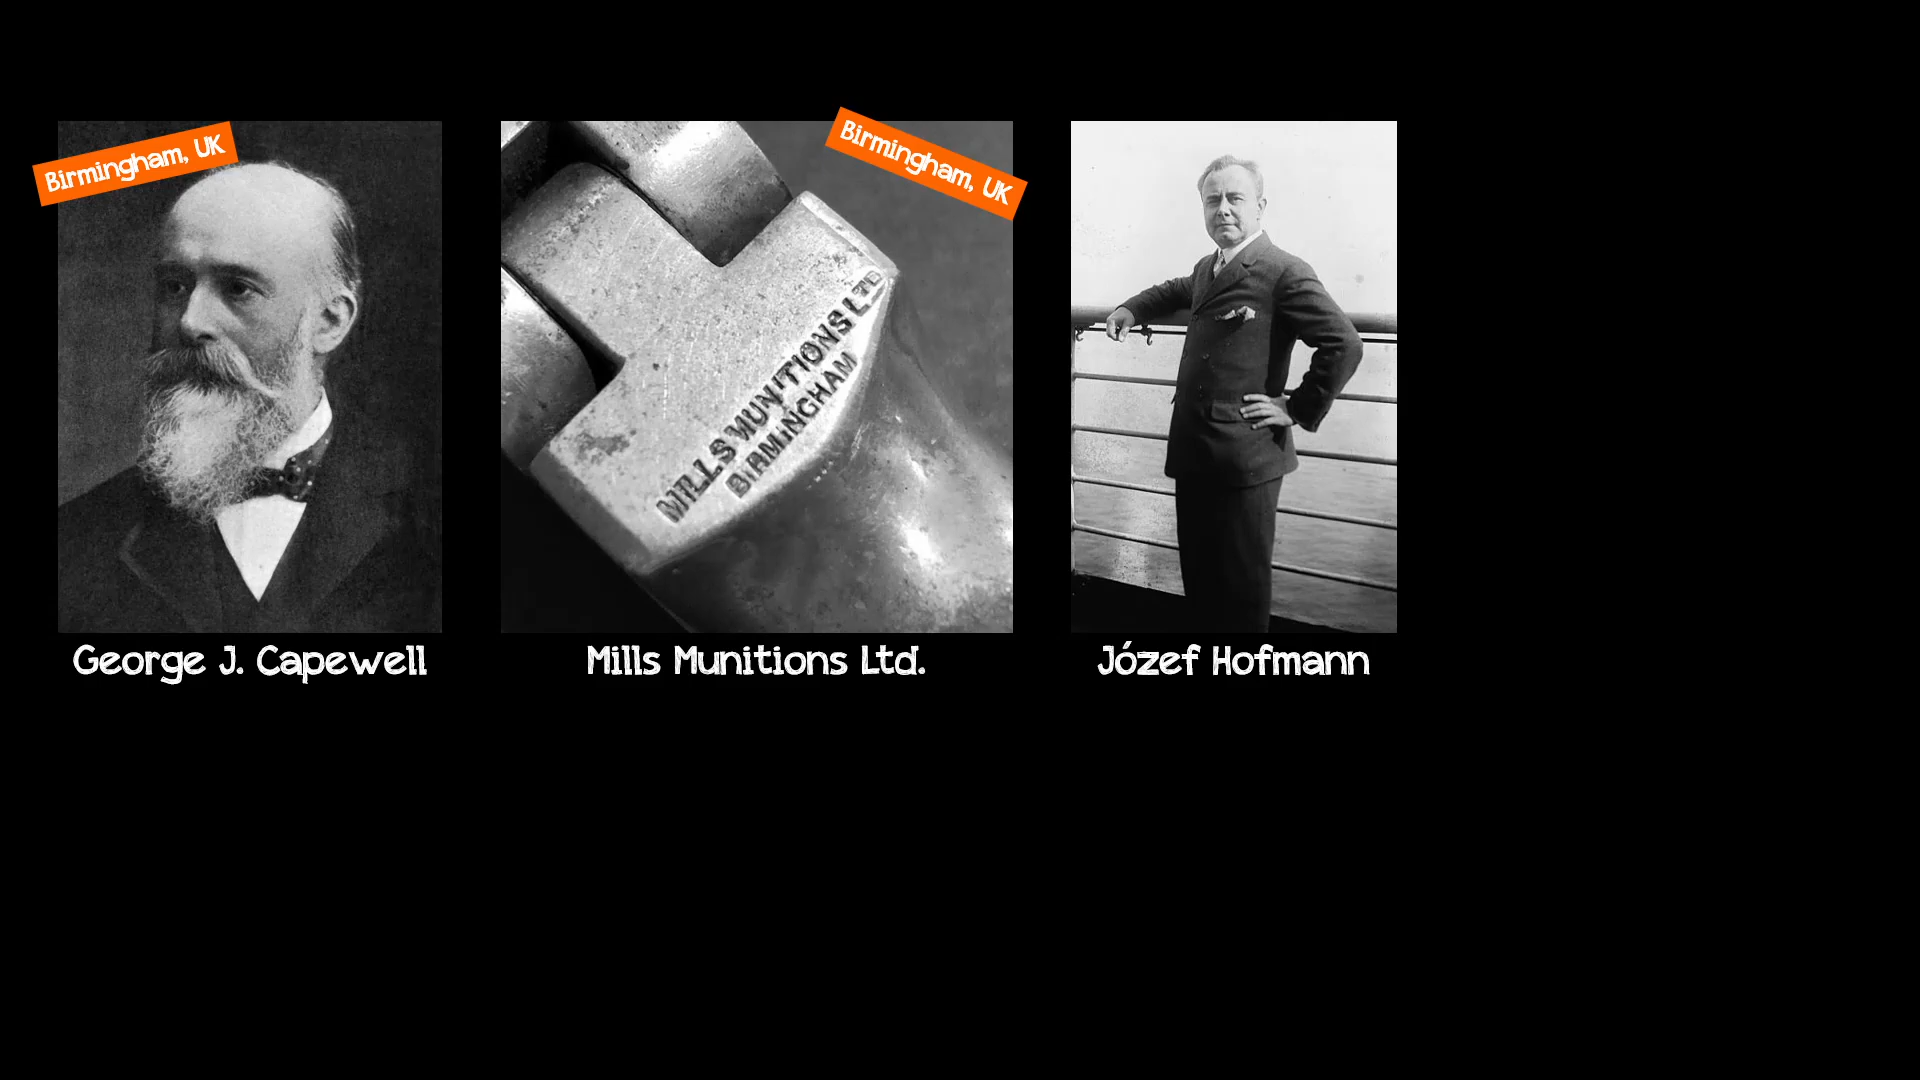 Birmingham, UK
Birmingham, UK
MILLS MUNITIONS LTD
BIRMINGHAM
George J. Capewell
Mills Munitions Ltd.
Józef Hofmann